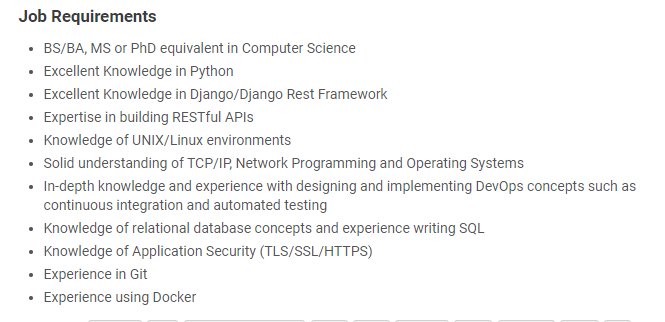 Job Requirements
• BS/BA, MS or PhD equivalent in Computer Science
• Excellent Knowledge in Python
• Excellent Knowledge in Django/Django Rest Framework
• Expertise in building RESTful APIs
• Knowledge of UNIX/Linux environments
• Solid understanding of TCP/IP, Network Programming and Operating Systems
• In-depth knowledge and experience with designing and implementing DevOps concepts such as
continuous integration and automated testing
• Knowledge of relational database concepts and experience writing SQL
• Knowledge of Application Security (TLS/SSL/HTTPS)
• Experience in Git
• Experience using Docker